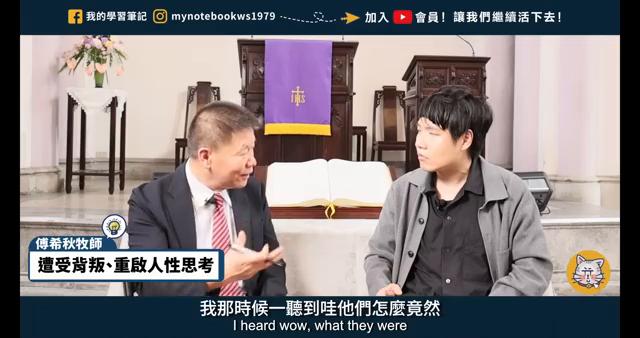 我的學習筆記 mynotebookws1979 加入 會員！讓我們繼續活下去！
IHS
傅希秋牧師
遭受背叛、重啟人性思考
我那時候一聽到哇他們怎麼竟然
I heard wow, what they were